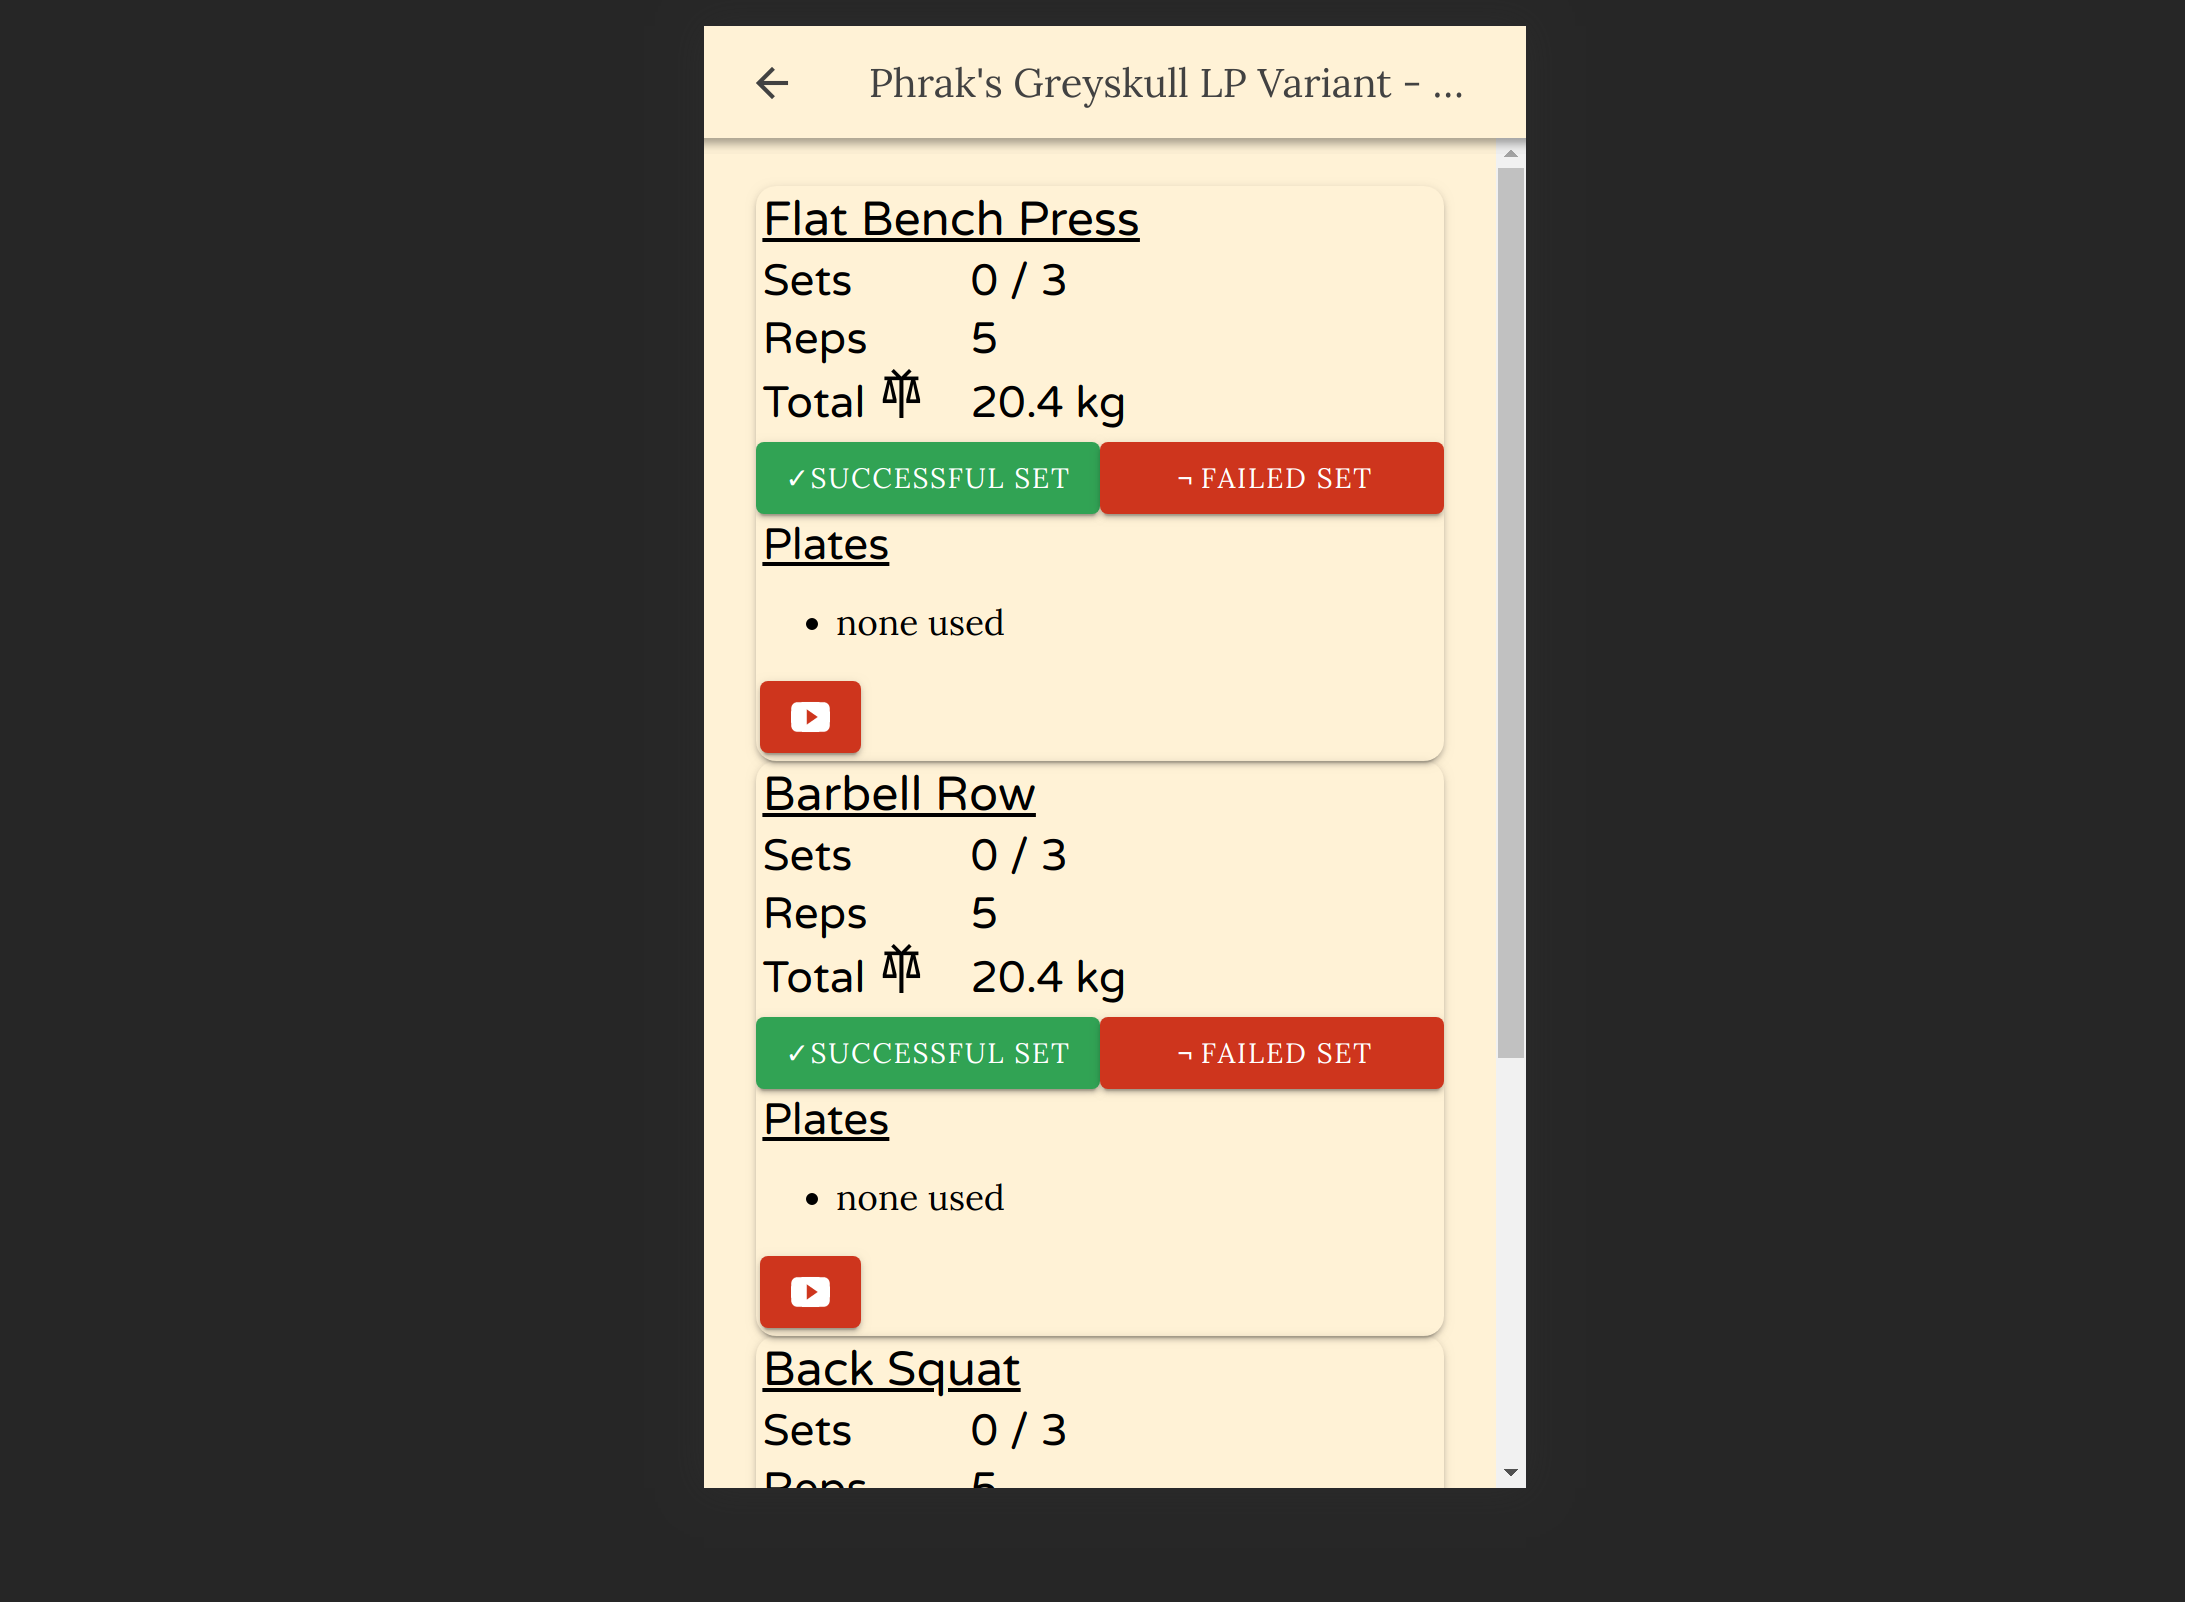 Phrak's Greyskull LP Variant - ...
Flat Bench Press
Sets 0 / 3
Reps 5
Total 20.4 kg
✓SUCCESSFUL SET ¬ FAILED SET
Plates
• none used
Barbell Row
Sets 0 / 3
Reps 5
Total 20.4 kg
✓SUCCESSFUL SET ¬ FAILED SET
Plates
• none used
Back Squat
Sets 0 / 3
Reps 5